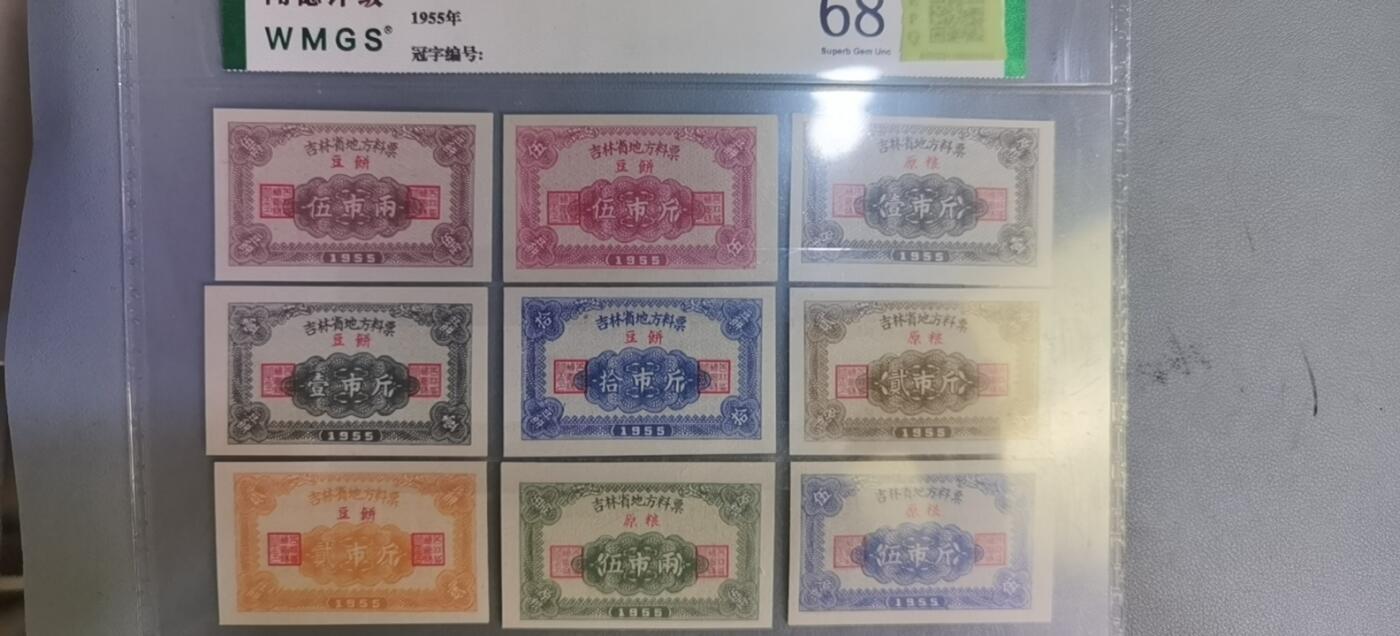 1955年
68
WMGS®
冠字编号:
Superb Gem Unc
吉林省地方料票
豆餅
伍市兩
1955
吉林省地方料票
豆餅
伍市斤
1955
吉林省地方料票
原粮
壹市斤
1955
吉林省地方料票
豆餅
壹市斤
1955
吉林省地方料票
豆餅
拾市斤
1955
吉林省地方料票
原粮
貳市斤
1955
吉林省地方料票
豆餅
貳市斤
1955
吉林省地方料票
原粮
伍市兩
1955
吉林省地方料票
原粮
伍市斤
1955